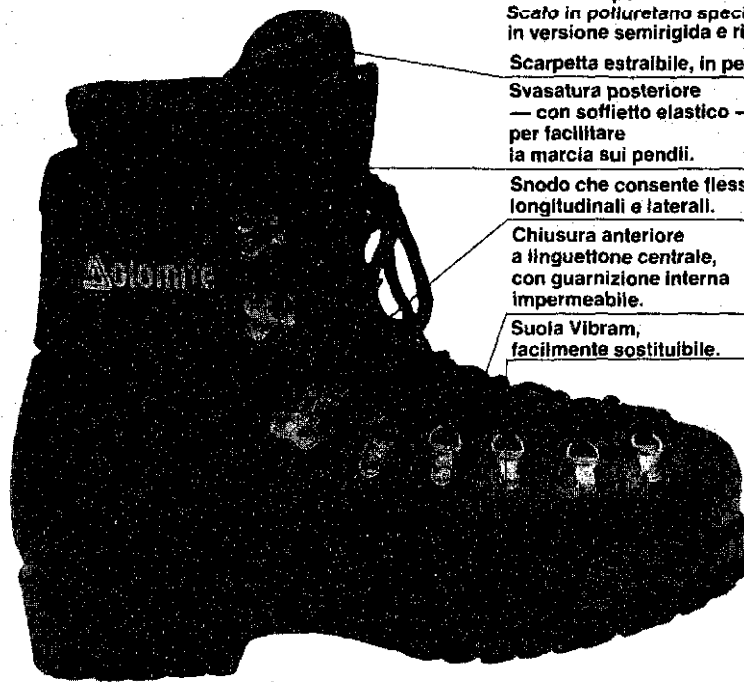 Scafo in poliuretano speci
in versione semirigida e ri
Scarpetta estraibile, in pe
Svasatura posteriore
— con soffietto elastico –
per facilitare
la marcia sui pendii.
Snodo che consente fless
longitudinali e laterali.
Chiusura anteriore
a linguettone centrale,
con guarnizione interna
impermeabile.
Suola Vibram,
facilmente sostituibile.
Dolomite